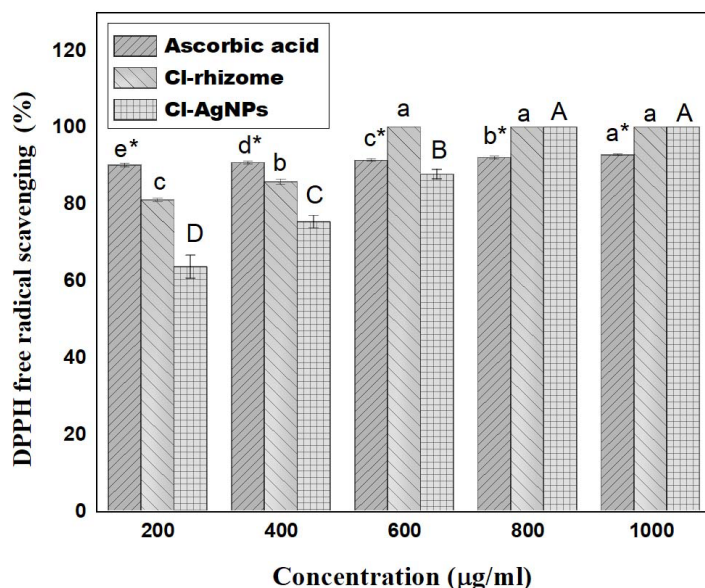 Ascorbic acid
Cl-rhizome
Cl-AgNPs
DPPH free radical scavenging (%)
120
100
80
60
40
20
0
e*
c
D
d*
b
C
c*
a
B
b*
a
A
a*
a
A
200
400
600
800
1000
Concentration (μg/ml)